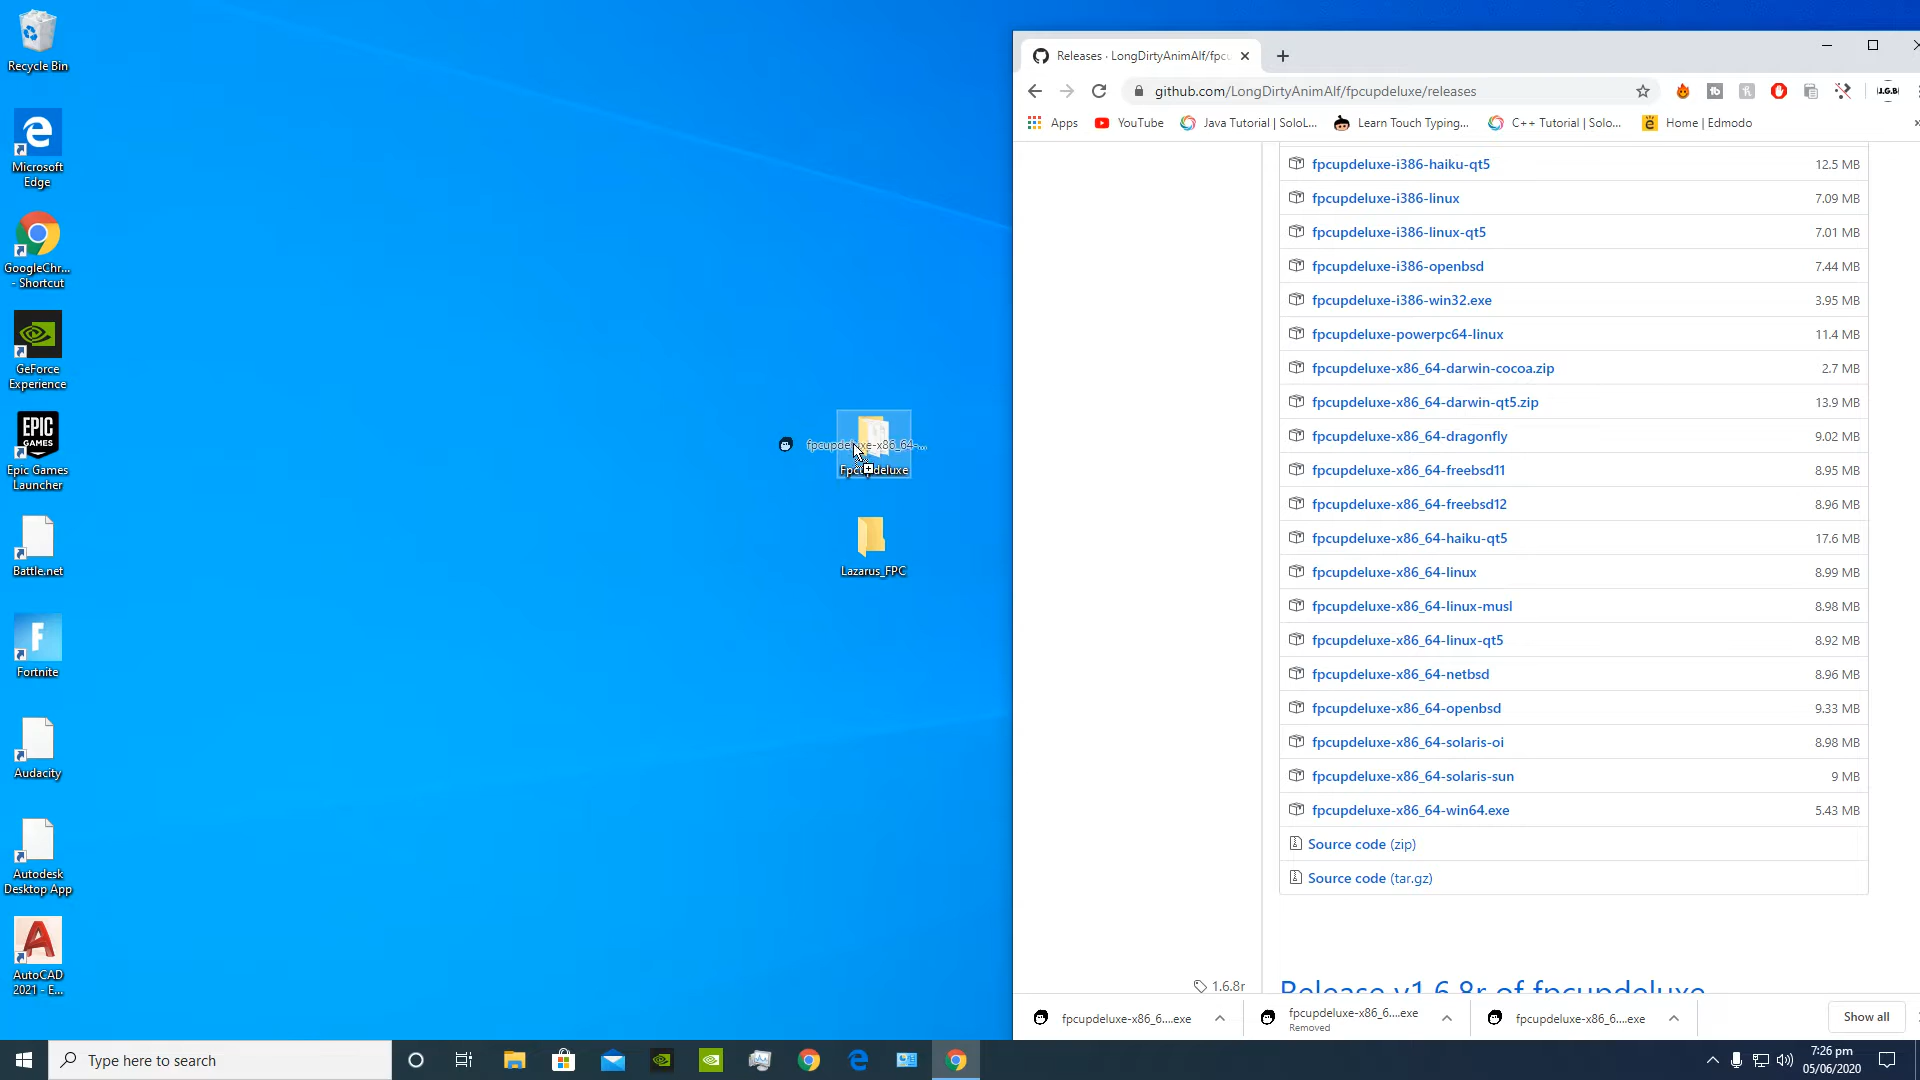 Recycle Bin
Microsoft
Edge
GoogleChr...
- Shortcut
GeForce
Experience
EPIC
GAMES
Epic Games
Launcher
Battle.net
Fortnite
Audacity
Autodesk
Desktop App
AutoCAD
2021 - E...
fpcupdeluxe-x86_64-...
Fpcupdeluxe
Lazarus_FPC
Releases · LongDirtyAnimAlf/fpcu
github.com/LongDirtyAnimAlf/fpcupdeluxe/releases
Apps
YouTube
Java Tutorial | SoloL...
Learn Touch Typing...
C++ Tutorial | Solo...
Home | Edmodo
fpcupdeluxe-i386-haiku-qt5 12.5 MB
fpcupdeluxe-i386-linux 7.09 MB
fpcupdeluxe-i386-linux-qt5 7.01 MB
fpcupdeluxe-i386-openbsd 7.44 MB
fpcupdeluxe-i386-win32.exe 3.95 MB
fpcupdeluxe-powerpc64-linux 11.4 MB
fpcupdeluxe-x86_64-darwin-cocoa.zip 2.7 MB
fpcupdeluxe-x86_64-darwin-qt5.zip 13.9 MB
fpcupdeluxe-x86_64-dragonfly 9.02 MB
fpcupdeluxe-x86_64-freebsd11 8.95 MB
fpcupdeluxe-x86_64-freebsd12 8.96 MB
fpcupdeluxe-x86_64-haiku-qt5 17.6 MB
fpcupdeluxe-x86_64-linux 8.99 MB
fpcupdeluxe-x86_64-linux-musl 8.98 MB
fpcupdeluxe-x86_64-linux-qt5 8.92 MB
fpcupdeluxe-x86_64-netbsd 8.96 MB
fpcupdeluxe-x86_64-openbsd 9.33 MB
fpcupdeluxe-x86_64-solaris-oi 8.98 MB
fpcupdeluxe-x86_64-solaris-sun 9 MB
fpcupdeluxe-x86_64-win64.exe 5.43 MB
Source code (zip)
Source code (tar.gz)
1.6.8r
Release v1.6.8r of fpcupdeluxe
fpcupdeluxe-x86_6....exe
fpcupdeluxe-x86_6....exe
Removed
fpcupdeluxe-x86_6....exe
Show all
Type here to search
7:26 pm
05/06/2020